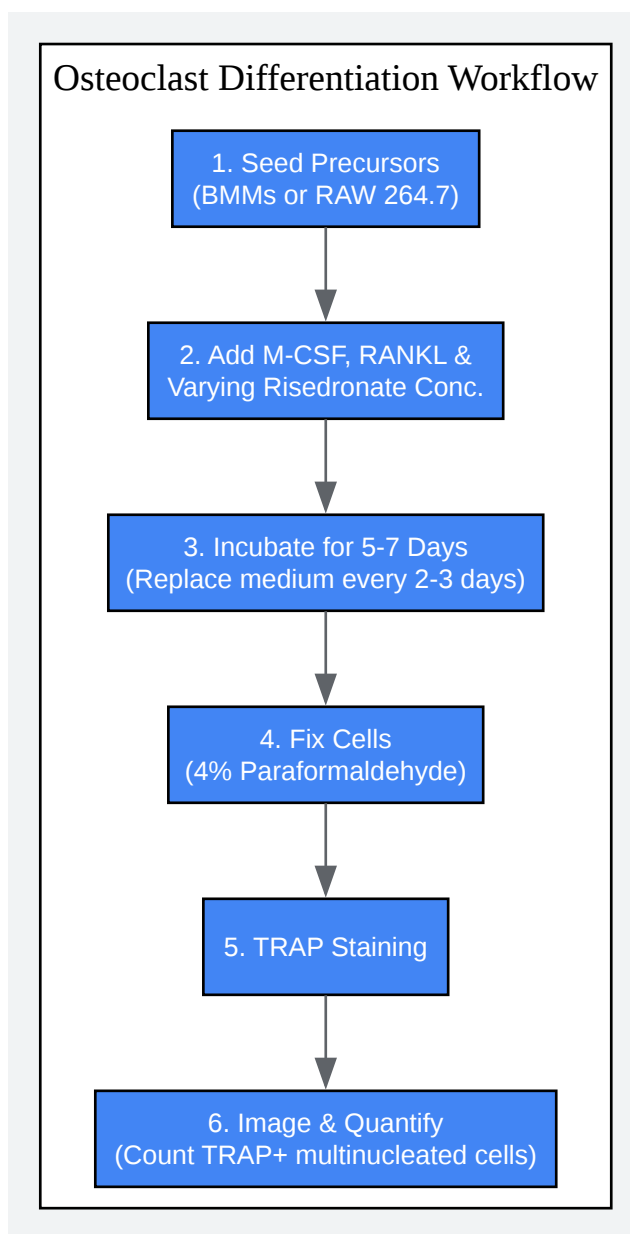 Osteoclast Differentiation Workflow
1. Seed Precursors
(BMMs or RAW 264.7)
2. Add M-CSF, RANKL &
Varying Risedronate Conc.
3. Incubate for 5-7 Days
(Replace medium every 2-3 days)
4. Fix Cells
(4% Paraformaldehyde)
5. TRAP Staining
6. Image & Quantify
(Count TRAP+ multinucleated cells)